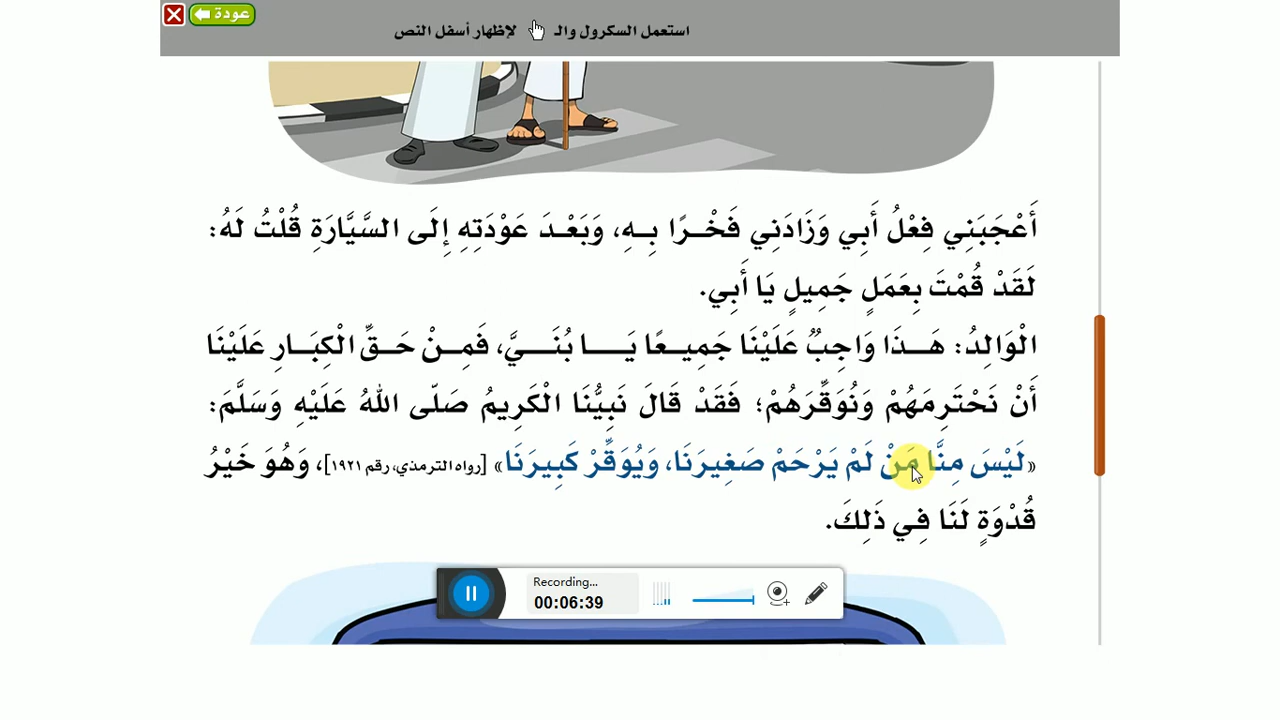 عودة
استعمل السكرول والـ لإظهار أسفل النص
أَعْجَبَنِي فِعْلُ أَبِي وَزَادَنِي فَخْـرًا بِـهِ، وَبَعْـدَ عَوْدَتِهِ إِلَى السَّيَّارَةِ قُلْتُ لَهُ:
لَقَدْ قُمْتَ بِعَمَلٍ جَمِيلٍ يَا أَبِي.
الْوَالِدُ: هَـذَا وَاجِبٌ عَلَيْنَا جَمِيـعًا يَـا بُنَـيَّ، فَمِـنْ حَـقِّ الْكِبَـارِ عَلَيْنَا
أَنْ نَحْتَرِمَهُمْ وَنُوَقِّرَهُمْ؛ فَقَدْ قَالَ نَبِيُّنَا الْكَرِيمُ صَلَّى اللهُ عَلَيْهِ وَسَلَّمَ:
«لَيْسَ مِنَّا مَنْ لَمْ يَرْحَمْ صَغِيرَنَا، وَيُوَقِّرْ كَبِيرَنَا» [رواه الترمذي، رقم ١٩٢١]، وَهُوَ خَيْرُ
قُدْوَةٍ لَنَا فِي ذَلِكَ.
Recording...
00:06:39